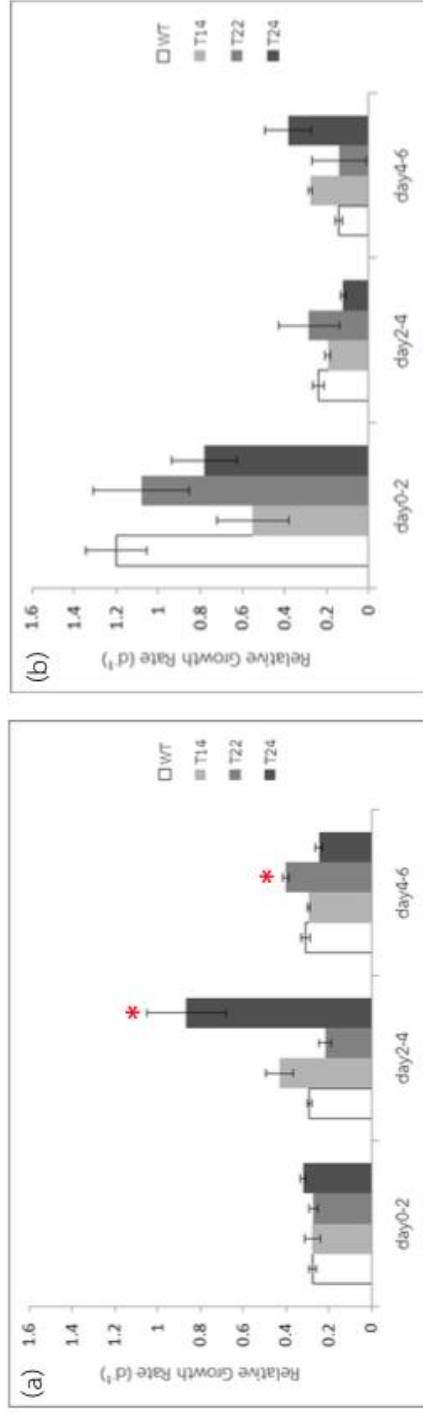 (a)
Relative Growth Rate (d⁻¹)
1.6
1.4
1.2
1
0.8
0.6
0.4
0.2
0
*
*
day0-2 day2-4 day4-6
WT
T14
T22
T24
(b)
Relative Growth Rate (d⁻¹)
1.6
1.4
1.2
1
0.8
0.6
0.4
0.2
0
day0-2 day2-4 day4-6
WT
T14
T22
T24